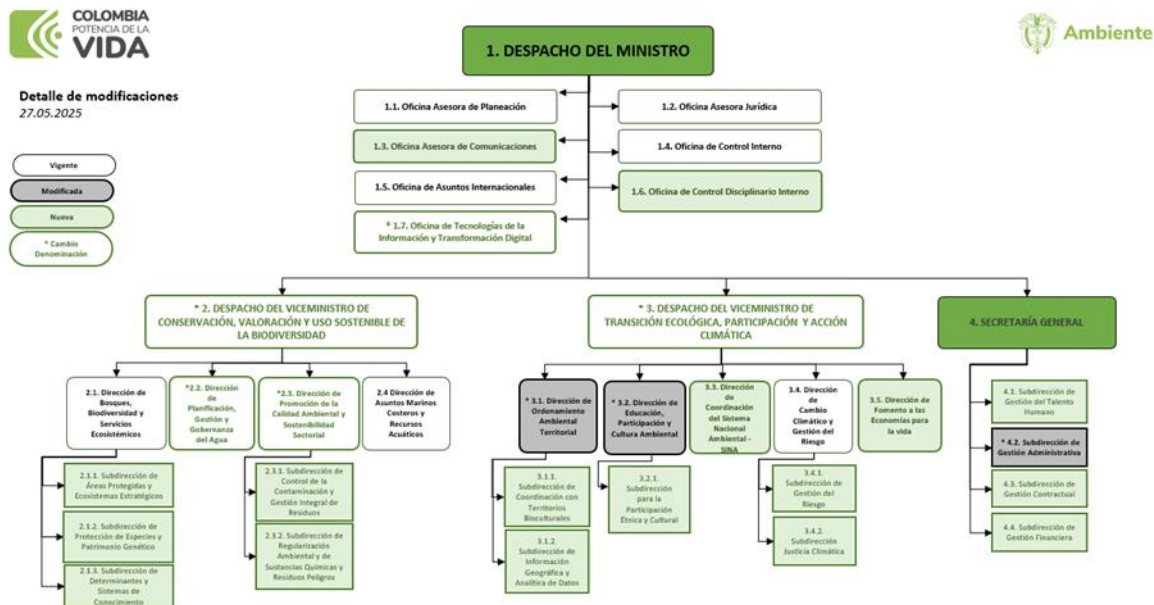 COLOMBIA
POTENCIA DE LA
VIDA
Ambiente
Detalle de modificaciones
27.05.2025
Vigente
Modificada
Nueva
* Cambio
Denominación
1. DESPACHO DEL MINISTRO
1.1. Oficina Asesora de Planeación
1.2. Oficina Asesora Jurídica
1.3. Oficina Asesora de Comunicaciones
1.4. Oficina de Control Interno
1.5. Oficina de Asuntos Internacionales
1.6. Oficina de Control Disciplinario Interno
* 1.7. Oficina de Tecnologías de la
Información y Transformación Digital
* 2. DESPACHO DEL VICEMINISTRO DE
CONSERVACIÓN, VALORACIÓN Y USO SOSTENIBLE DE
LA BIODIVERSIDAD
* 3. DESPACHO DEL VICEMINISTRO DE
TRANSICIÓN ECOLÓGICA, PARTICIPACIÓN Y ACCIÓN
CLIMÁTICA
4. SECRETARÍA GENERAL
2.1. Dirección de
Bosques,
Biodiversidad y
Servicios
Ecosistémicos
*2.2. Dirección
de
Planificación,
Gestión y
Gobernanza
del Agua
*2.3. Dirección de
Promoción de la
Calidad Ambiental y
Sostenibilidad
Sectorial
2.4 Dirección de
Asuntos Marinos
Costeros y
Recursos
Acuáticos
* 3.1. Dirección de
Ordenamiento
Ambiental
Territorial
* 3.2. Dirección de
Educación,
Participación y
Cultura Ambiental
3.3. Dirección
de
Coordinación
del Sistema
Nacional
Ambiental -
SINA
3.4. Dirección
de
Cambio
Climático y
Gestión del
Riesgo
3.5. Dirección de
Fomento a las
Economías para
la vida
4.1. Subdirección de
Gestión del Talento
Humano
* 4.2. Subdirección de
Gestión Administrativa
4.3. Subdirección de
Gestión Contractual
4.4. Subdirección de
Gestión Financiera
2.1.1. Subdirección de
Áreas Protegidas y
Ecosistemas Estratégicos
2.1.2. Subdirección de
Protección de Especies y
Patrimonio Genético
2.1.3. Subdirección de
Determinantes y
Sistemas de
Conocimiento
2.3.1. Subdirección de
Control de la
Contaminación y
Gestión Integral de
Residuos
2.3.2. Subdirección de
Regularización
Ambiental y de
Sustancias Químicas y
Residuos Peligros
3.1.1.
Subdirección de
Coordinación con
Territorios
Bioculturales
3.1.2.
Subdirección de
Información
Geográfica y
Analítica de Datos
3.2.1.
Subdirección
para la
Participación
Étnica y Cultural
3.4.1.
Subdirección de
Gestión del
Riesgo
3.4.2.
Subdirección
Justicia Climática